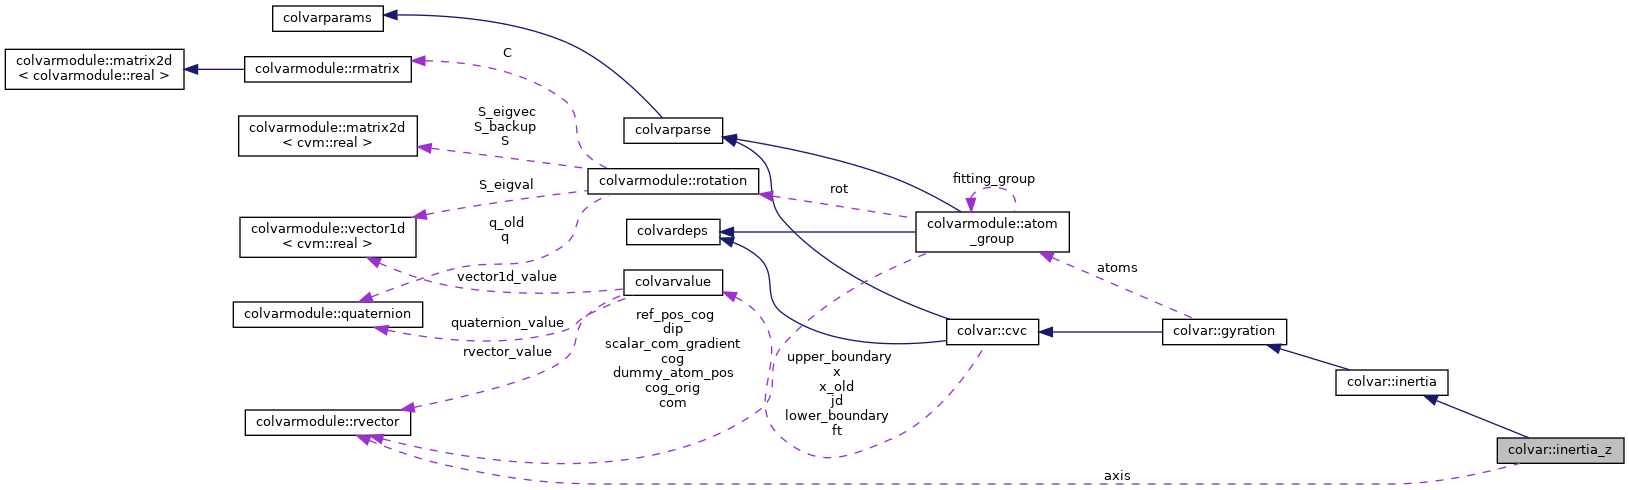 colvarparams
colvarmodule::matrix2d
< colvarmodule::real >
colvarmodule::rmatrix
C
colvarmodule::matrix2d
< cvm::real >
S_eigvec
S_backup
S
colvarparse
colvarmodule::rotation
S_eigval
rot
fitting_group
colvarmodule::vector1d
< cvm::real >
q_old
q
colvardeps
colvarmodule::atom
_group
vector1d_value
colvarvalue
atoms
colvarmodule::quaternion
quaternion_value
rvector_value
ref_pos_cog
dip
scalar_com_gradient
cog
dummy_atom_pos
cog_orig
com
upper_boundary
x
x_old
jd
lower_boundary
ft
colvar::cvc
colvar::gyration
colvar::inertia
colvarmodule::rvector
colvar::inertia_z
axis